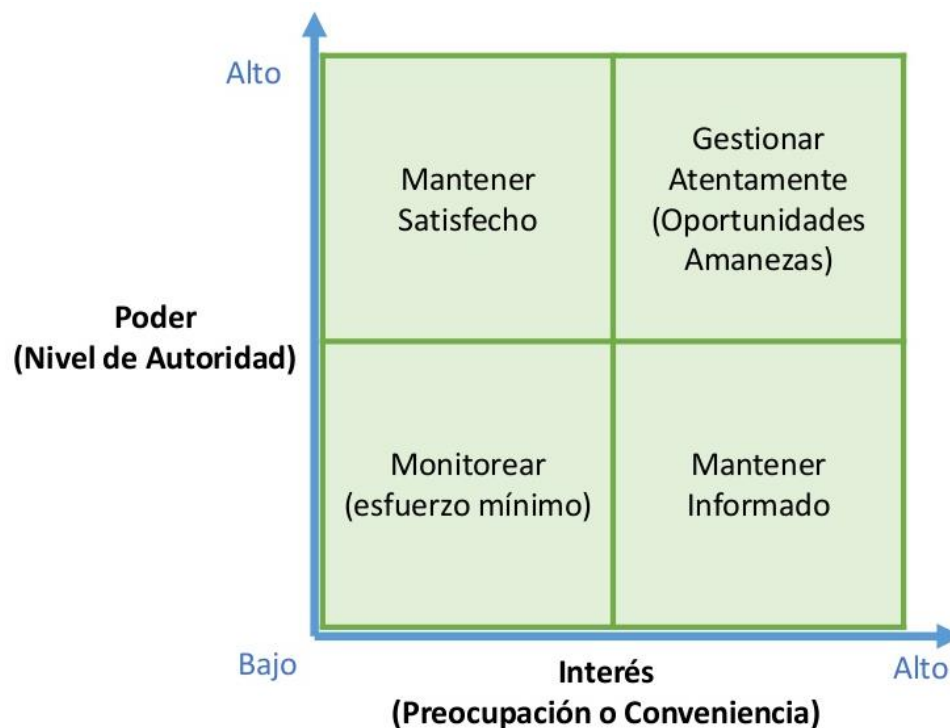 Alto
Mantener
Satisfecho
Gestionar
Atentamente
(Oportunidades
Amanezas)
Poder
(Nivel de Autoridad)
Monitorear
(esfuerzo mínimo)
Mantener
Informado
Bajo
Interés
(Preocupación o Conveniencia)
Alto